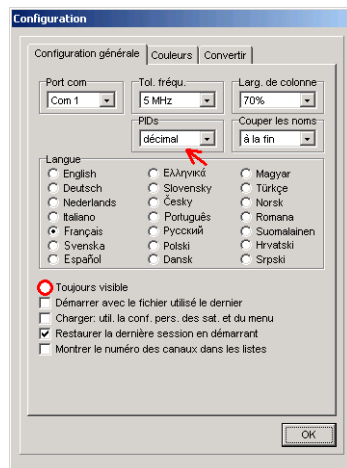 Configuration
Configuration générale Couleurs Convertir
Port com Tol. fréqu. Larg. de colonne
Com 1 5 MHz 70%
PIDs Couper les noms
décimal à la fin
Langue
English Ελληνικά Magyar
Deutsch Slovensky Türkçe
Nederlands Česky Norsk
Italiano Português Romana
Français Русский Suomalainen
Svenska Polski Hrvatski
Español Dansk Srpski
Toujours visible
Démarrer avec le fichier utilisé le dernier
Charger: util. la conf. pers. des sat. et du menu
Restaurer la dernière session en démarrant
Montrer le numéro des canaux dans les listes
OK